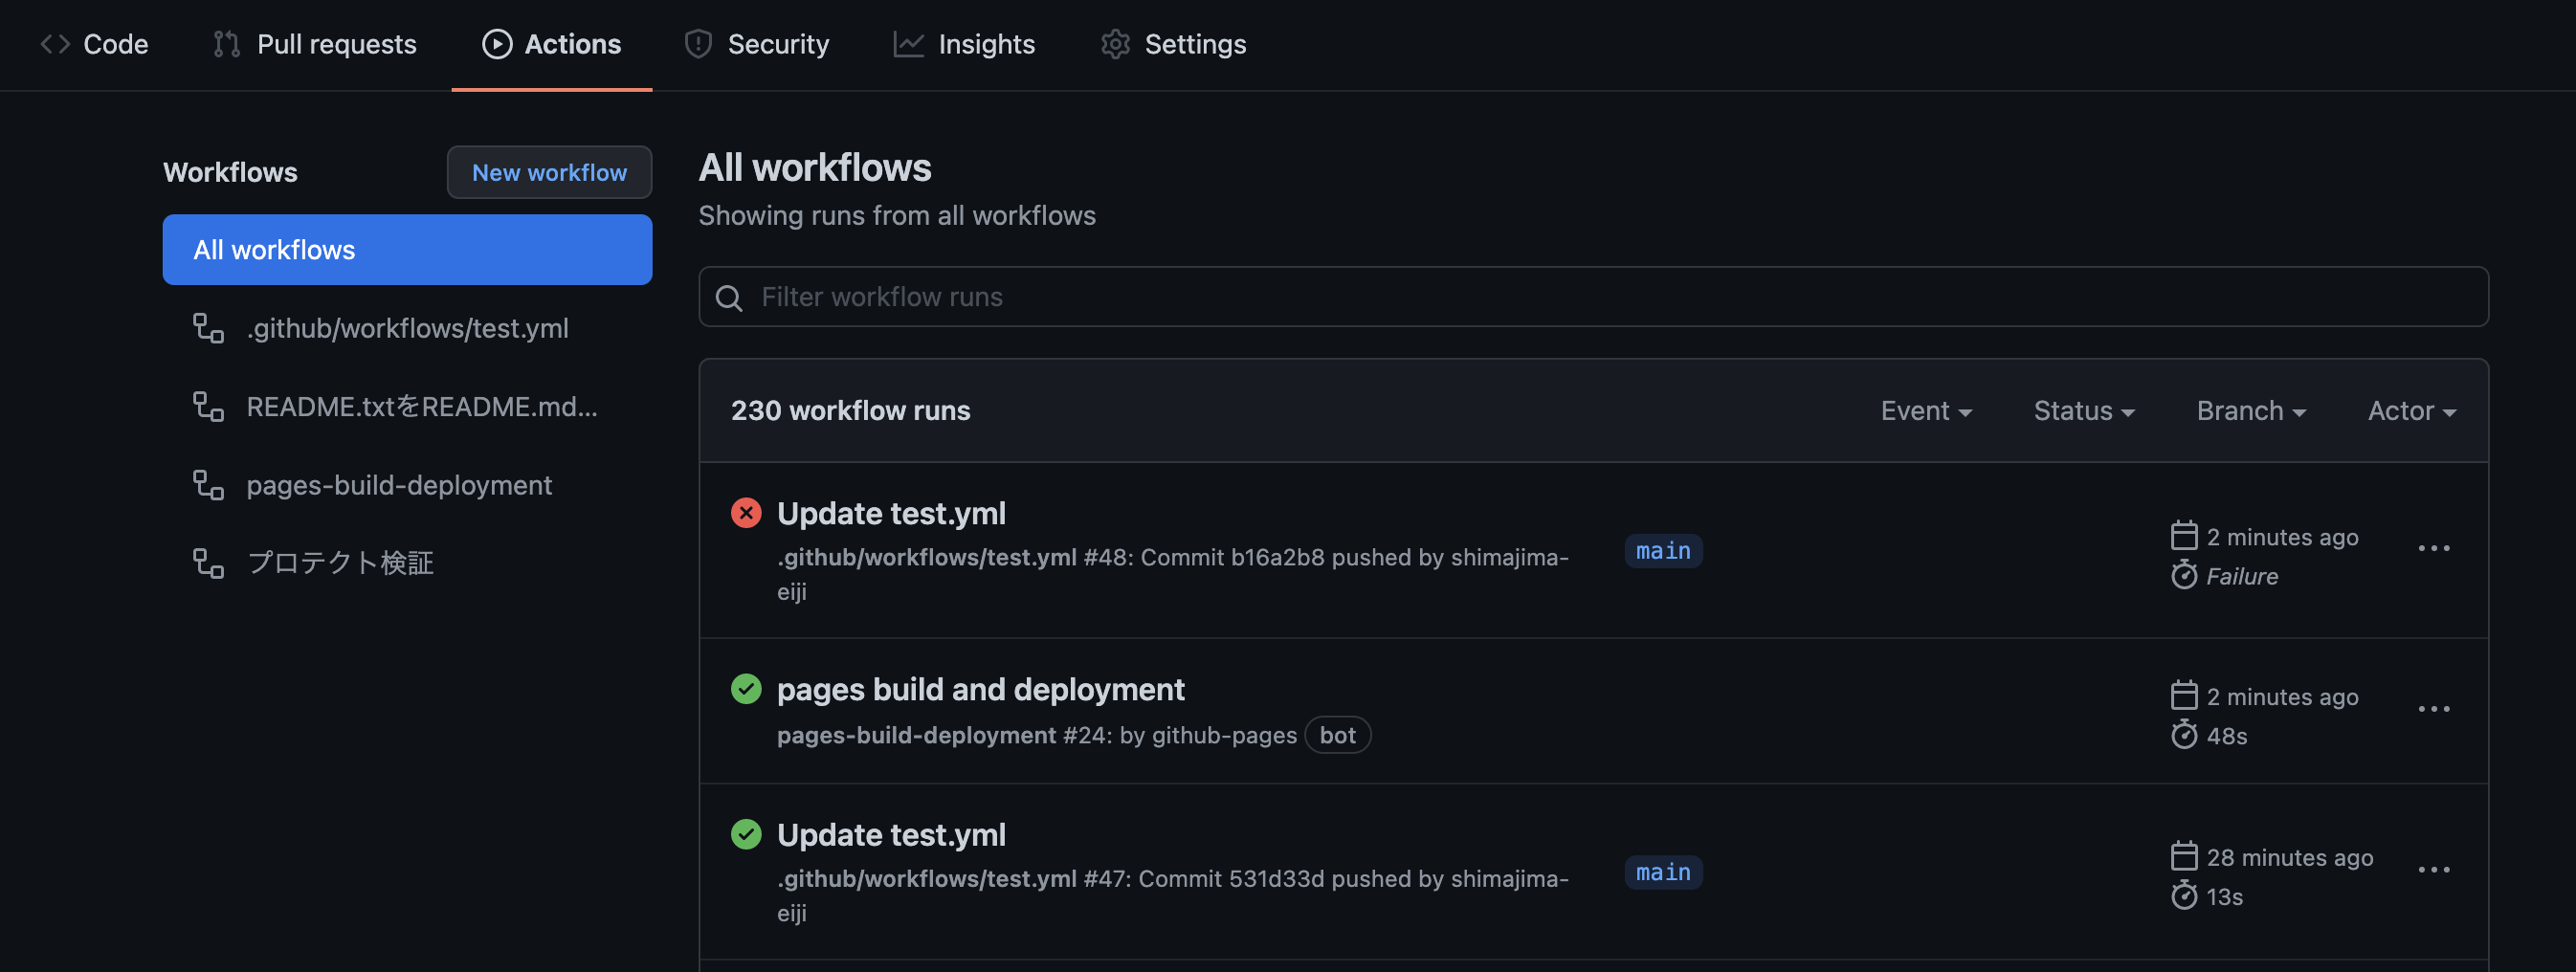 Code Pull requests Actions Security Insights Settings
Workflows
New workflow
All workflows
.github/workflows/test.yml
README.txtをREADME.md...
pages-build-deployment
プロテクト検証
All workflows
Showing runs from all workflows
Filter workflow runs
230 workflow runs
Event Status Branch Actor
Update test.yml
.github/workflows/test.yml #48: Commit b16a2b8 pushed by shimajima-
eiji
main
2 minutes ago
Failure
pages build and deployment
pages-build-deployment #24: by github-pages bot
2 minutes ago
48s
Update test.yml
.github/workflows/test.yml #47: Commit 531d33d pushed by shimajima-
eiji
main
28 minutes ago
13s